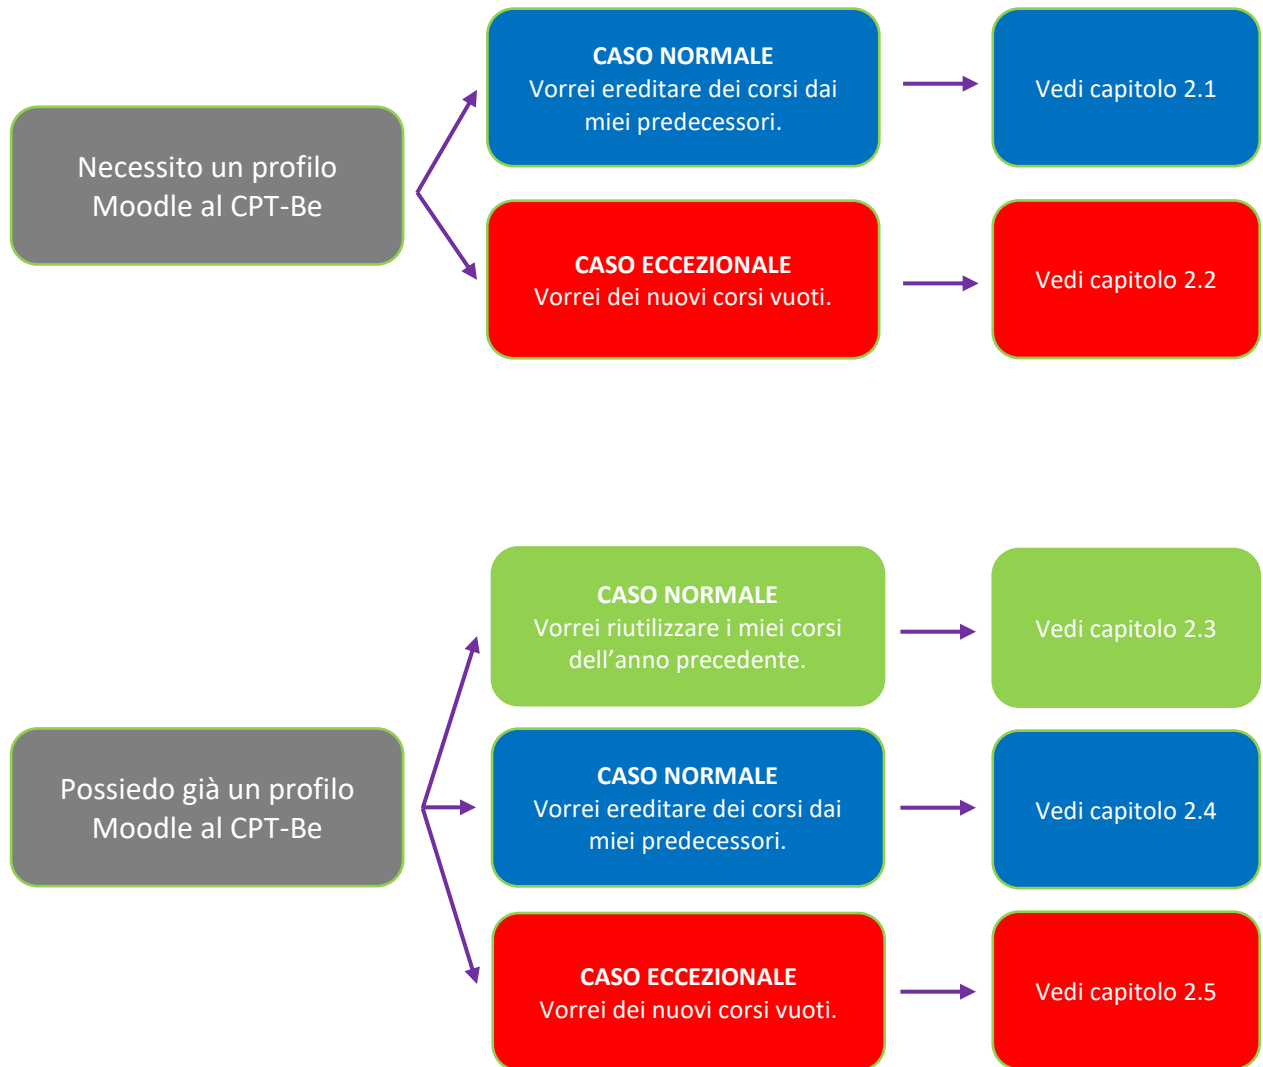 Necessito un profilo
Moodle al CPT-Be
CASO NORMALE
Vorrei ereditare dei corsi dai
miei predecessori.
Vedi capitolo 2.1
CASO ECCEZIONALE
Vorrei dei nuovi corsi vuoti.
Vedi capitolo 2.2
Possiedo già un profilo
Moodle al CPT-Be
CASO NORMALE
Vorrei riutilizzare i miei corsi
dell’anno precedente.
Vedi capitolo 2.3
CASO NORMALE
Vorrei ereditare dei corsi dai
miei predecessori.
Vedi capitolo 2.4
CASO ECCEZIONALE
Vorrei dei nuovi corsi vuoti.
Vedi capitolo 2.5